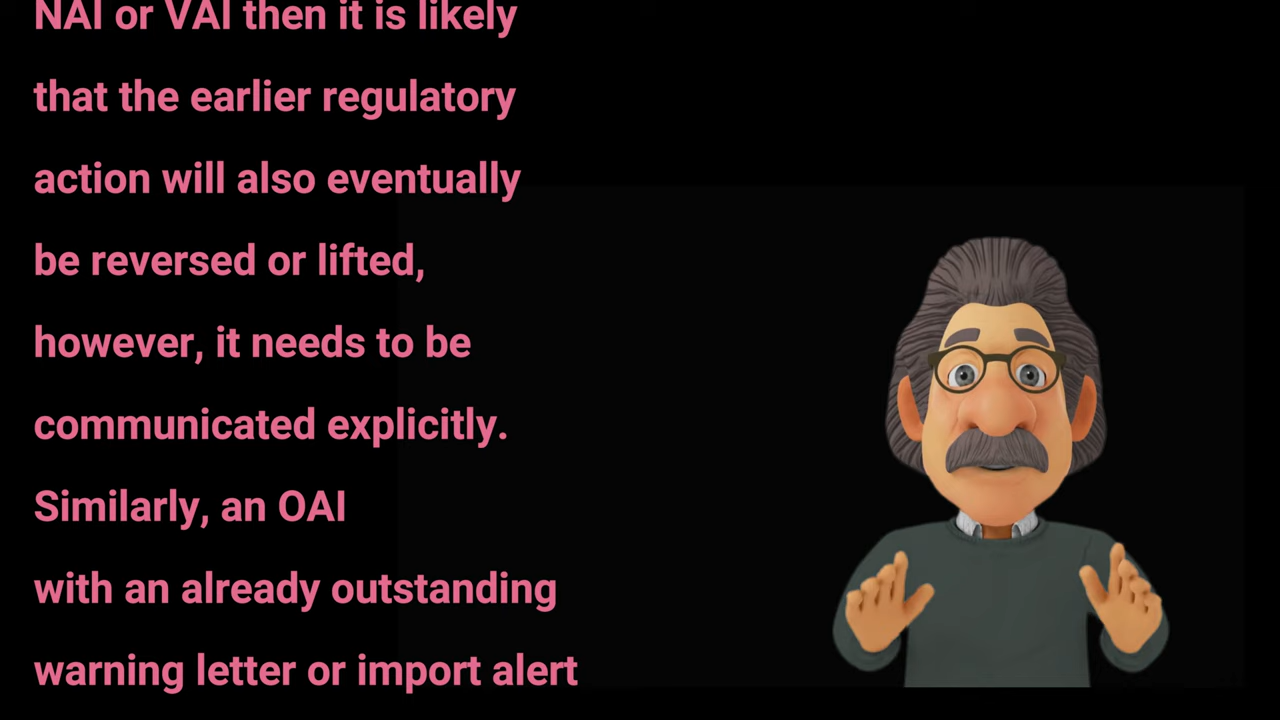 NAI or VAI then it is likely
that the earlier regulatory
action will also eventually
be reversed or lifted,
however, it needs to be
communicated explicitly.
Similarly, an OAI
with an already outstanding
warning letter or import alert